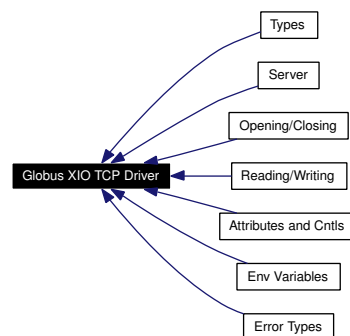 Types
Server
Opening/Closing
Globus XIO TCP Driver
Reading/Writing
Attributes and Cntls
Env Variables
Error Types